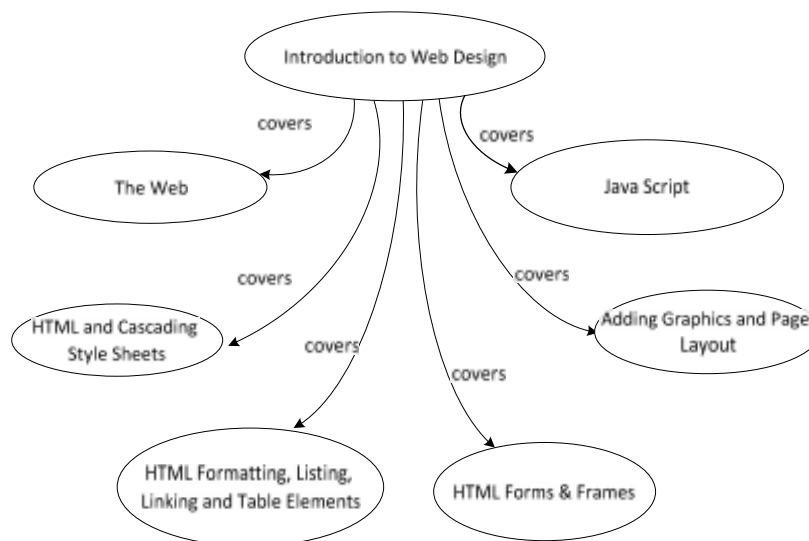 Introduction to Web Design
covers
covers
The Web
Java Script
covers
covers
HTML and Cascading
Style Sheets
Adding Graphics and Page
Layout
covers
covers
HTML Formatting, Listing,
Linking and Table Elements
HTML Forms & Frames